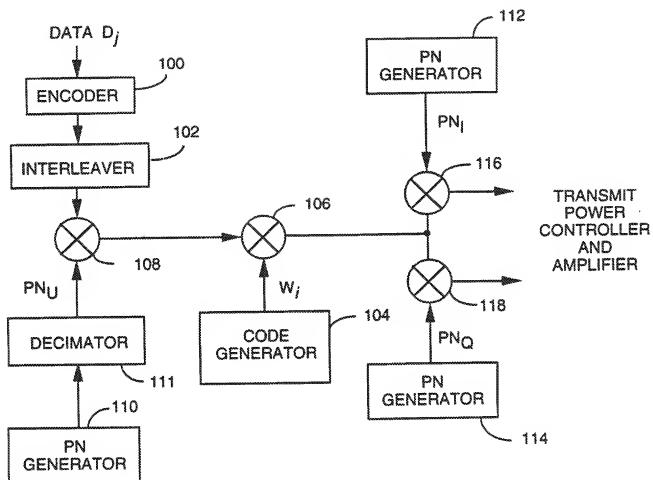 DATA Dj
100
ENCODER
102
INTERLEAVER
108
PNU
DECIMATOR
111
110
PN
GENERATOR
106
Wi
CODE
GENERATOR
104
112
PN
GENERATOR
PNI
116
TRANSMIT
POWER
CONTROLLER
AND
AMPLIFIER
118
PNQ
PN
GENERATOR
114